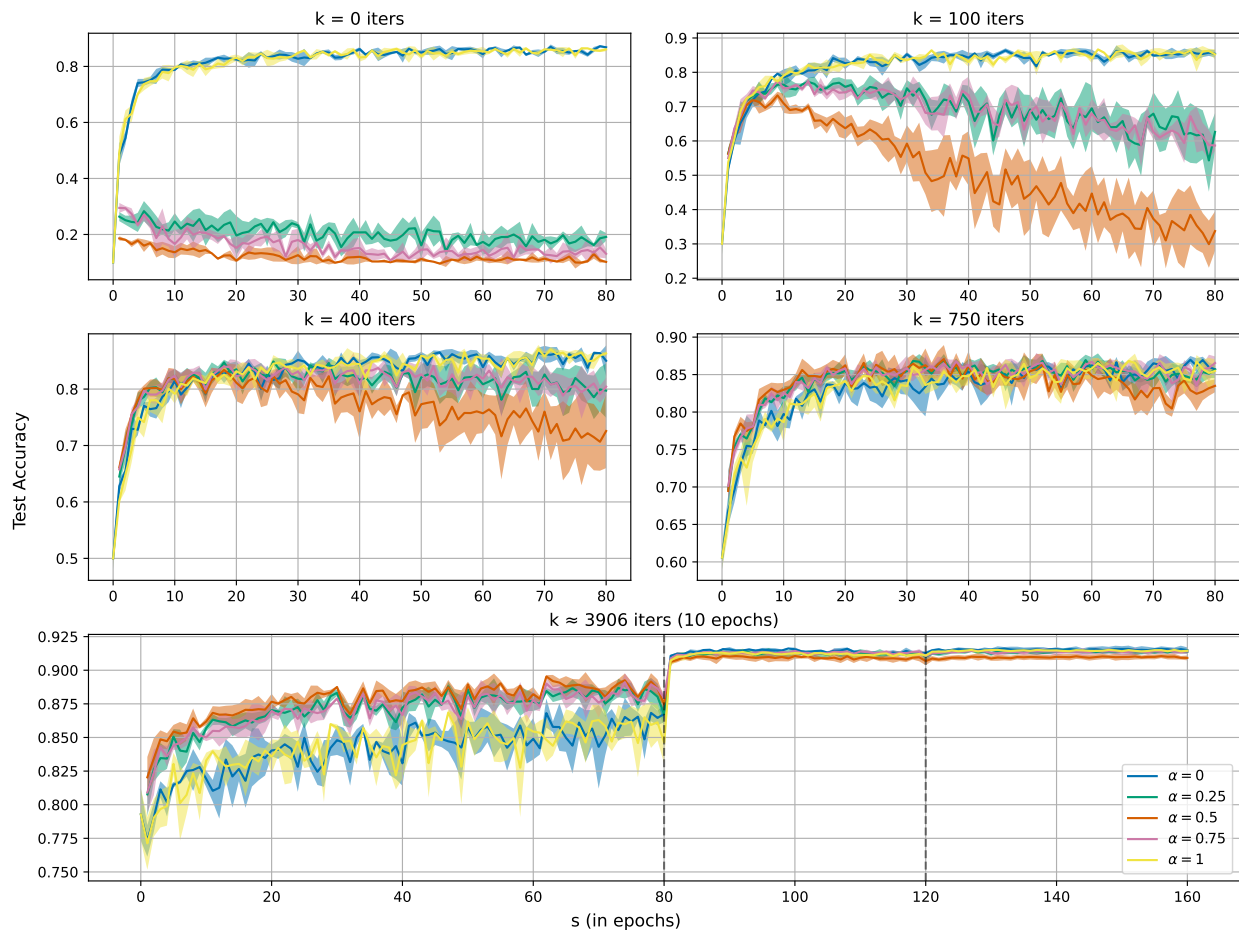 k = 0 iters
0.8
0.6
0.4
0.2
0 10 20 30 40 50 60 70 80
k = 100 iters
0.9
0.8
0.7
0.6
0.5
0.4
0.3
0.2
0 10 20 30 40 50 60 70 80
k = 400 iters
0.8
0.7
0.6
0.5
0 10 20 30 40 50 60 70 80
k = 750 iters
0.90
0.85
0.80
0.75
0.70
0.65
0.60
0 10 20 30 40 50 60 70 80
Test Accuracy
k ≈ 3906 iters (10 epochs)
0.925
0.900
0.875
0.850
0.825
0.800
0.775
0.750
0 20 40 60 80 100 120 140 160
α = 0
α = 0.25
α = 0.5
α = 0.75
α = 1
s (in epochs)